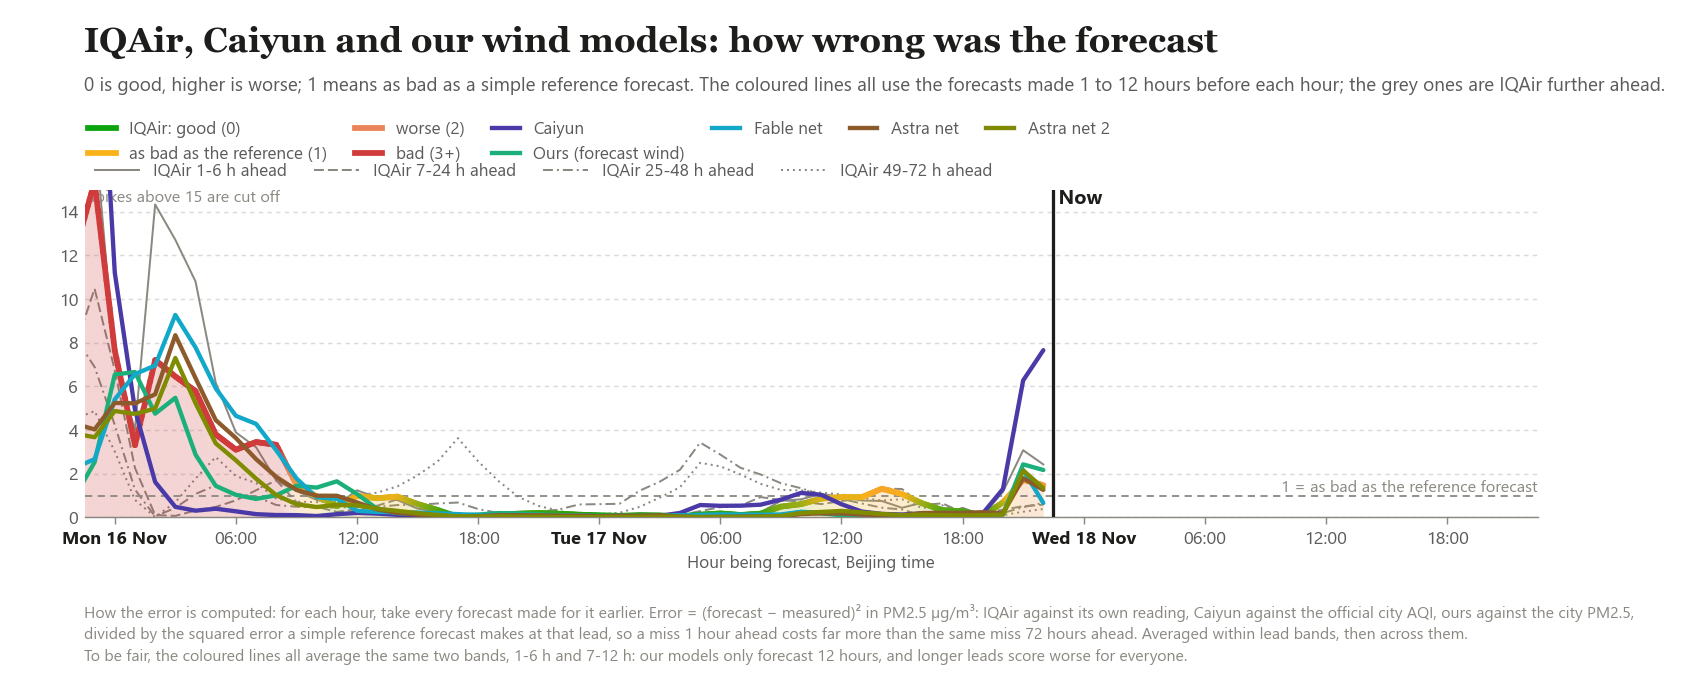 IQAir, Caiyun and our wind models: how wrong was the forecast
0 is good, higher is worse; 1 means as bad as a simple reference forecast. The coloured lines all use the forecasts made 1 to 12 hours before each hour; the grey ones are IQAir further ahead.
IQAir: good (0) worse (2) Caiyun Fable net Astra net Astra net 2
as bad as the reference (1) bad (3+) Ours (forecast wind)
IQAir 1-6 h ahead IQAir 7-24 h ahead IQAir 25-48 h ahead IQAir 49-72 h ahead
above 15 are cut off
Now
14
12
10
8
6
4
2
1 = as bad as the reference forecast
0
Mon 16 Nov 06:00 12:00 18:00 Tue 17 Nov 06:00 12:00 18:00 Wed 18 Nov 06:00 12:00 18:00
Hour being forecast, Beijing time
How the error is computed: for each hour, take every forecast made for it earlier. Error = (forecast − measured)² in PM2.5 µg/m³: IQAir against its own reading, Caiyun against the official city AQI, ours against the city PM2.5,
divided by the squared error a simple reference forecast makes at that lead, so a miss 1 hour ahead costs far more than the same miss 72 hours ahead. Averaged within lead bands, then across them.
To be fair, the coloured lines all average the same two bands, 1-6 h and 7-12 h: our models only forecast 12 hours, and longer leads score worse for everyone.